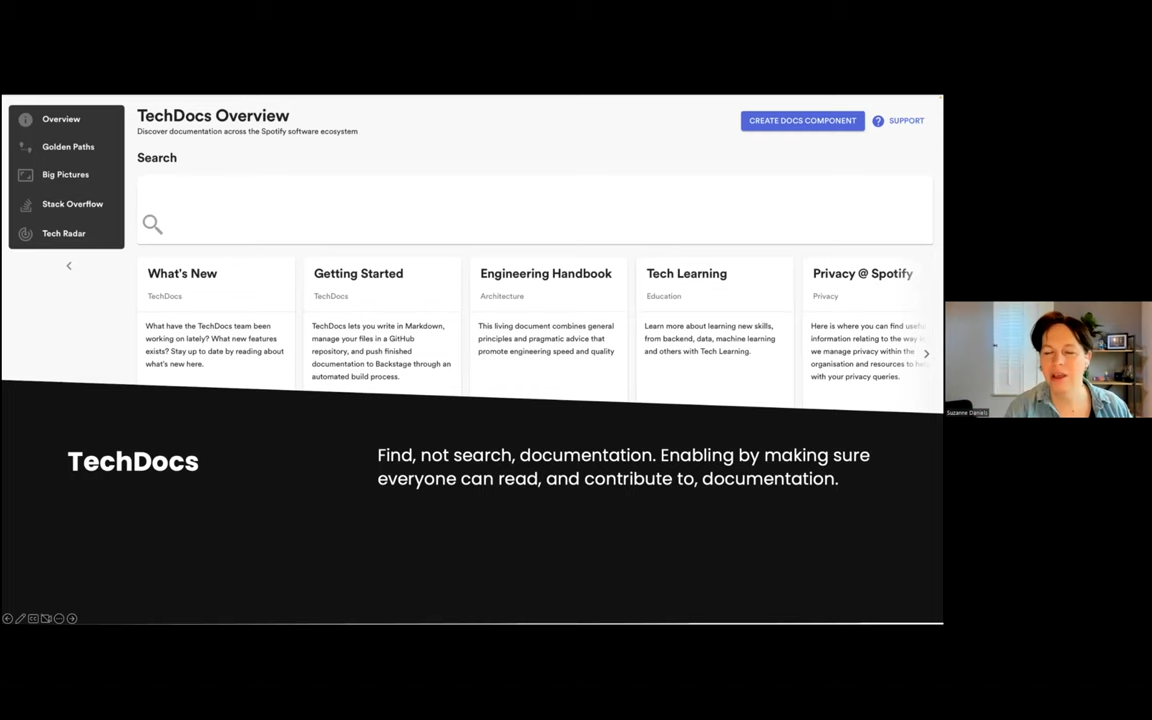 Overview
Golden Paths
Big Pictures
Stack Overflow
Tech Radar
TechDocs Overview
Discover documentation across the Spotify software ecosystem
CREATE DOCS COMPONENT
SUPPORT
Search
What's New
TechDocs
What have the TechDocs team been
working on lately? What new features
exists? Stay up to date by reading about
what's new here.
Getting Started
TechDocs
TechDocs lets you write in Markdown,
manage your files in a GitHub
repository, and push finished
documentation to Backstage through an
automated build process.
Engineering Handbook
Architecture
This living document combines general
principles and pragmatic advice that
promote engineering speed and quality
Tech Learning
Education
Learn more about learning new skills,
from backend, data, machine learning
and others with Tech Learning.
Privacy @ Spotify
Privacy
Here is where you can find
information relating to the way
we manage privacy within the
organisation and resources to
with your privacy queries.
TechDocs
Find, not search, documentation. Enabling by making sure
everyone can read, and contribute to, documentation.
Suzanne Daniels